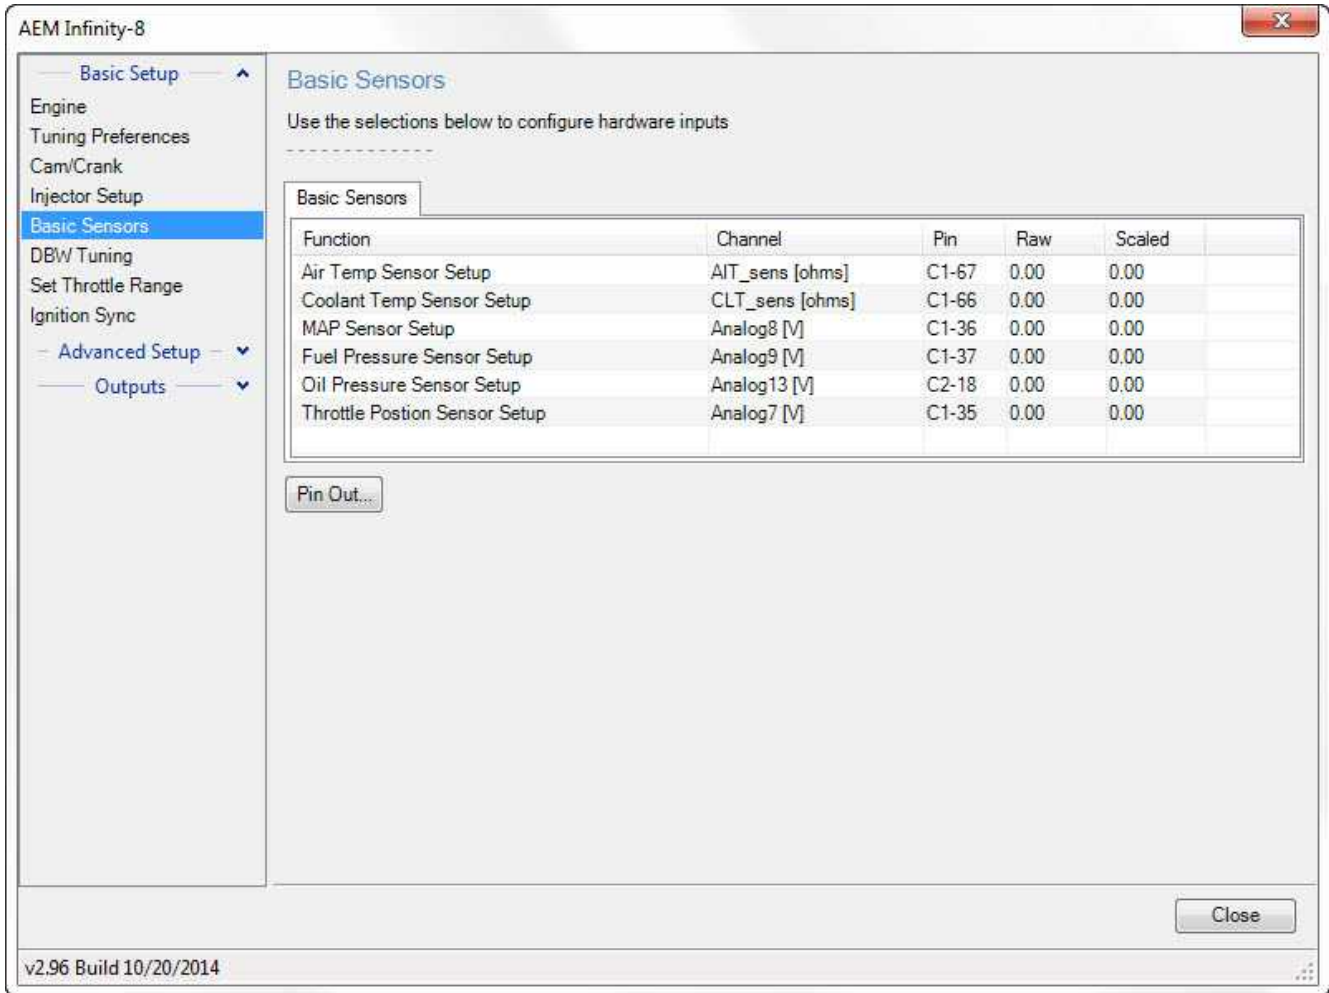 AEM Infinity-8
Basic Setup
Engine
Tuning Preferences
Cam/Crank
Injector Setup
Basic Sensors
DBW Tuning
Set Throttle Range
Ignition Sync
Advanced Setup
Outputs
Basic Sensors
Use the selections below to configure hardware inputs
- - - - - - - - - - - - -
Basic Sensors
Function Channel Pin Raw Scaled
Air Temp Sensor Setup AIT_sens [ohms] C1-67 0.00 0.00
Coolant Temp Sensor Setup CLT_sens [ohms] C1-66 0.00 0.00
MAP Sensor Setup Analog8 [V] C1-36 0.00 0.00
Fuel Pressure Sensor Setup Analog9 [V] C1-37 0.00 0.00
Oil Pressure Sensor Setup Analog13 [V] C2-18 0.00 0.00
Throttle Postion Sensor Setup Analog7 [V] C1-35 0.00 0.00
Pin Out...
Close
v2.96 Build 10/20/2014